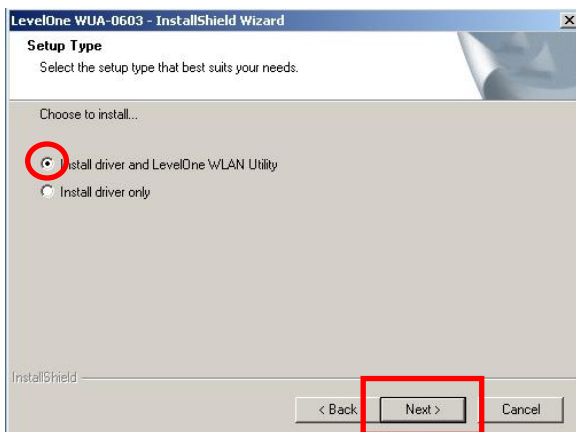 LevelOne WUA-0603 - InstallShield Wizard
Setup Type
Select the setup type that best suits your needs.
Choose to install...
Install driver and LevelOne WLAN Utility
Install driver only
InstallShield
< Back Next > Cancel